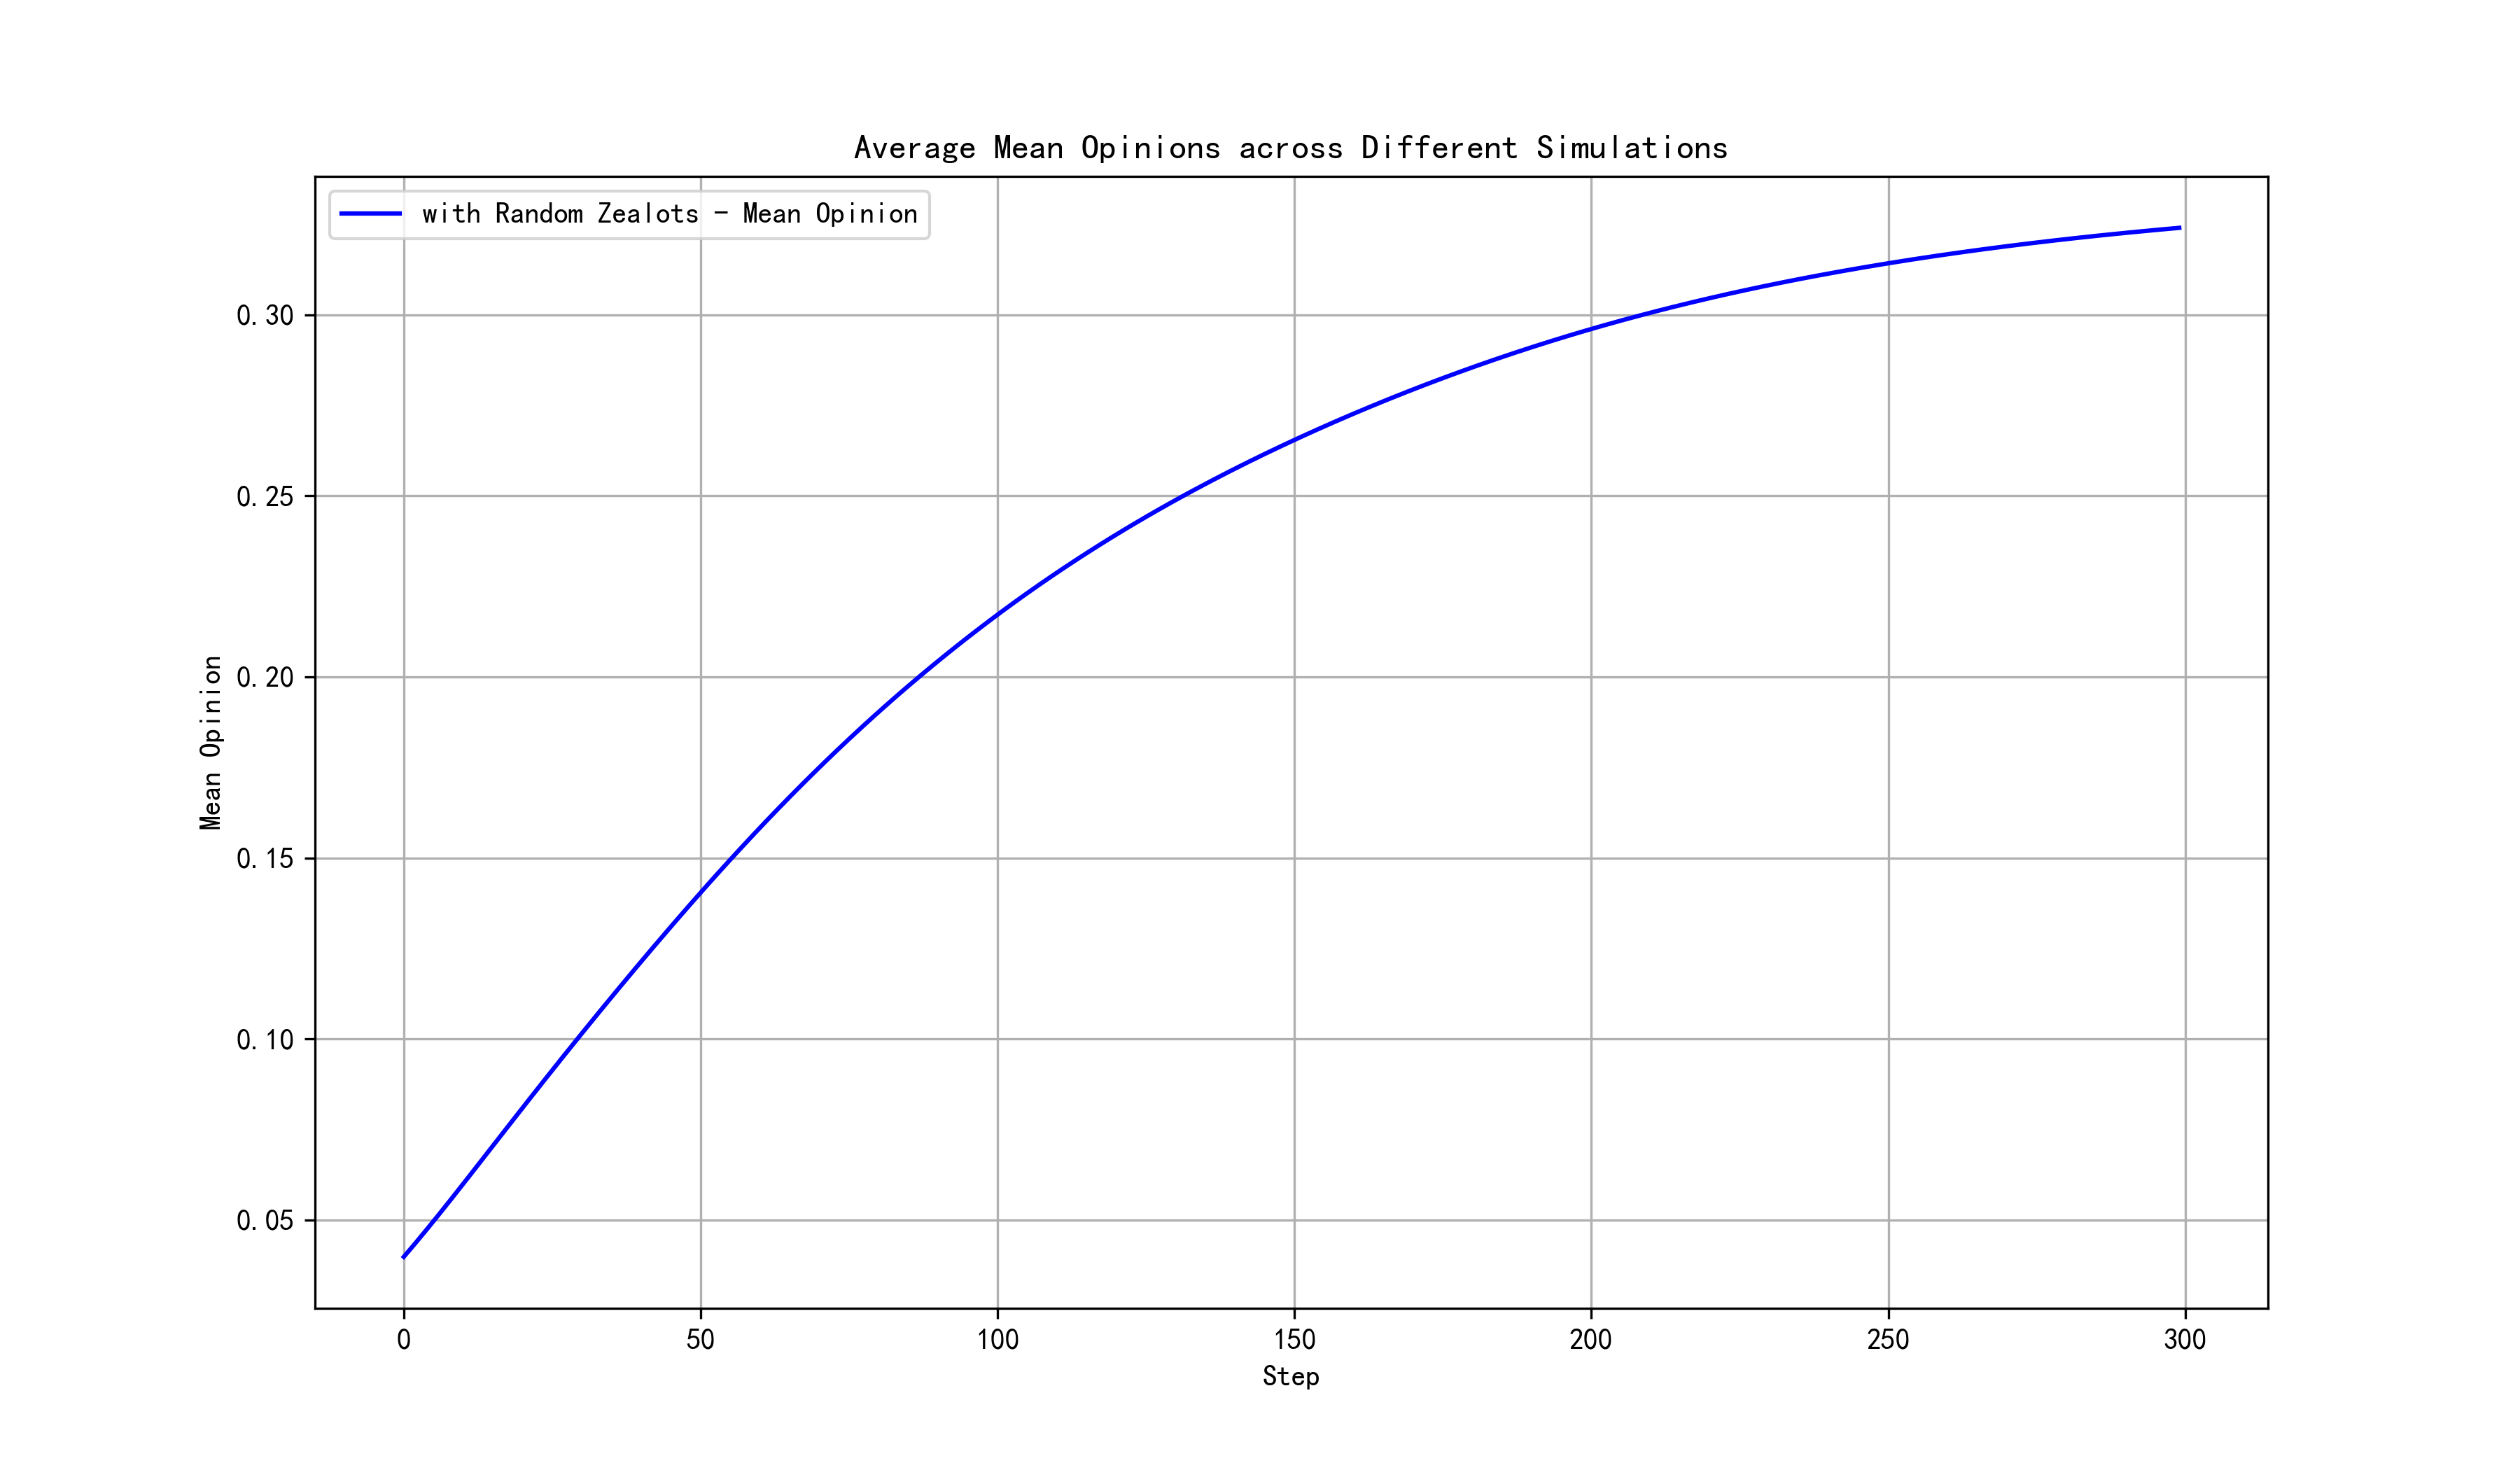 Average Mean Opinions across Different Simulations
with Random Zealots - Mean Opinion
Mean Opinion
0.30
0.25
0.20
0.15
0.10
0.05
0 50 100 150 200 250 300
Step